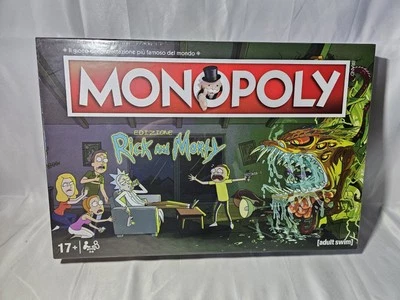 Il gioco di contrattazione più famoso del mondo
MONOPOLY
EDIZIONE
Rick and Morty
17+
[adult swim]